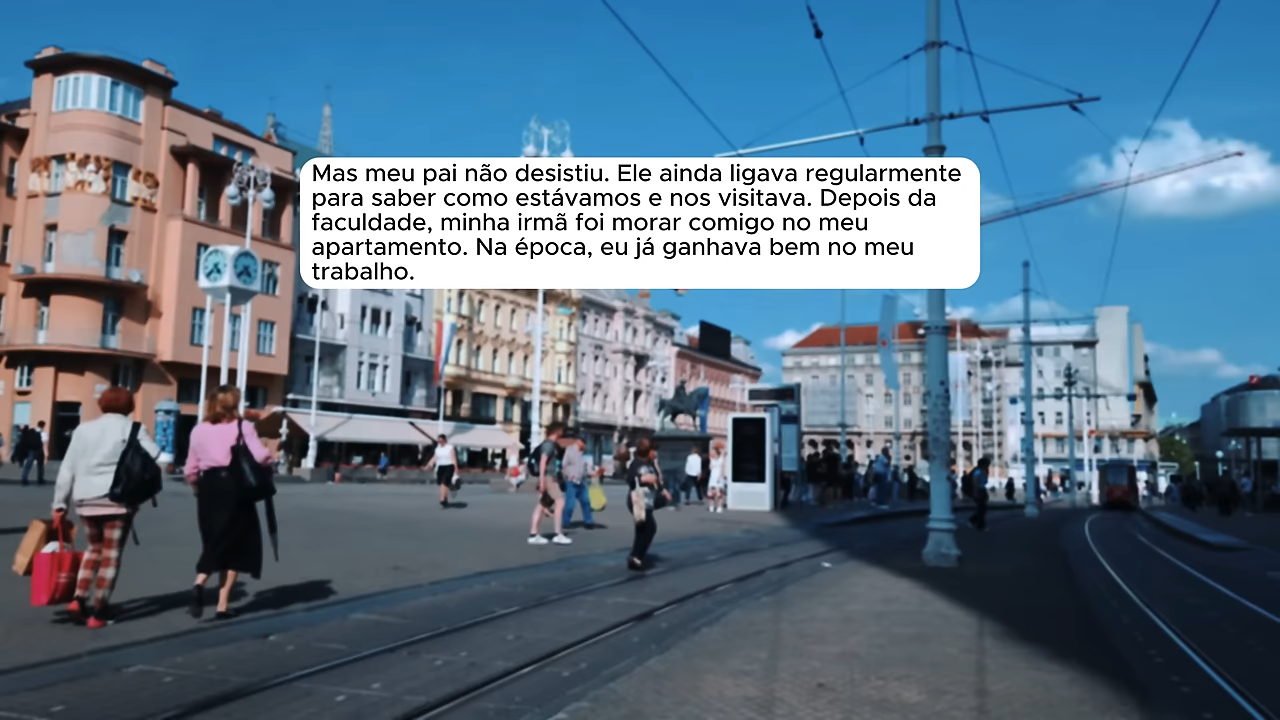 Mas meu pai não desistiu. Ele ainda ligava regularmente
para saber como estávamos e nos visitava. Depois da
faculdade, minha irmã foi morar comigo no meu
apartamento. Na época, eu já ganhava bem no meu
trabalho.